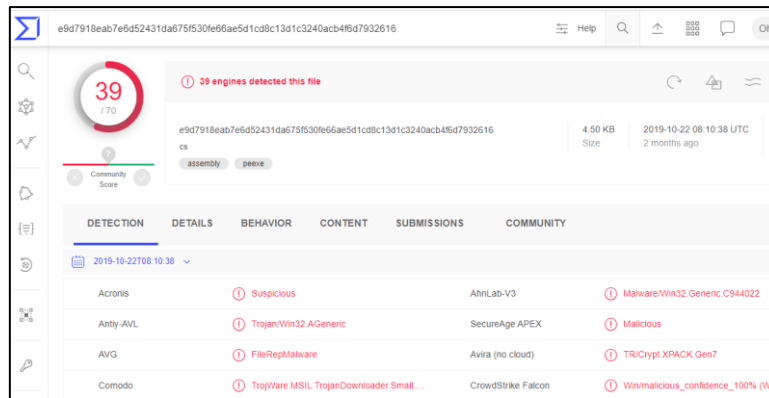 e9d7918eab7e6d52431da675f530fe66ae5d1cd8c13d1c3240acb4f6d7932616 Help
39
/ 70
39 engines detected this file
e9d7918eab7e6d52431da675f530fe66ae5d1cd8c13d1c3240acb4f6d7932616
cs
assembly peexe
4.50 KB
Size
2019-10-22 08:10:38 UTC
2 months ago
Community
Score
DETECTION DETAILS BEHAVIOR CONTENT SUBMISSIONS COMMUNITY
2019-10-22T08:10:38
Acronis Suspicious AhnLab-V3 Malware/Win32.Generic.C944022
Antiy-AVL Trojan/Win32.AGeneric SecureAge APEX Malicious
AVG FileRepMalware Avira (no cloud) TR/Crypt.XPACK.Gen7
Comodo TrojWare.MSIL.TrojanDownloader.Small.... CrowdStrike Falcon Win/malicious_confidence_100% (W